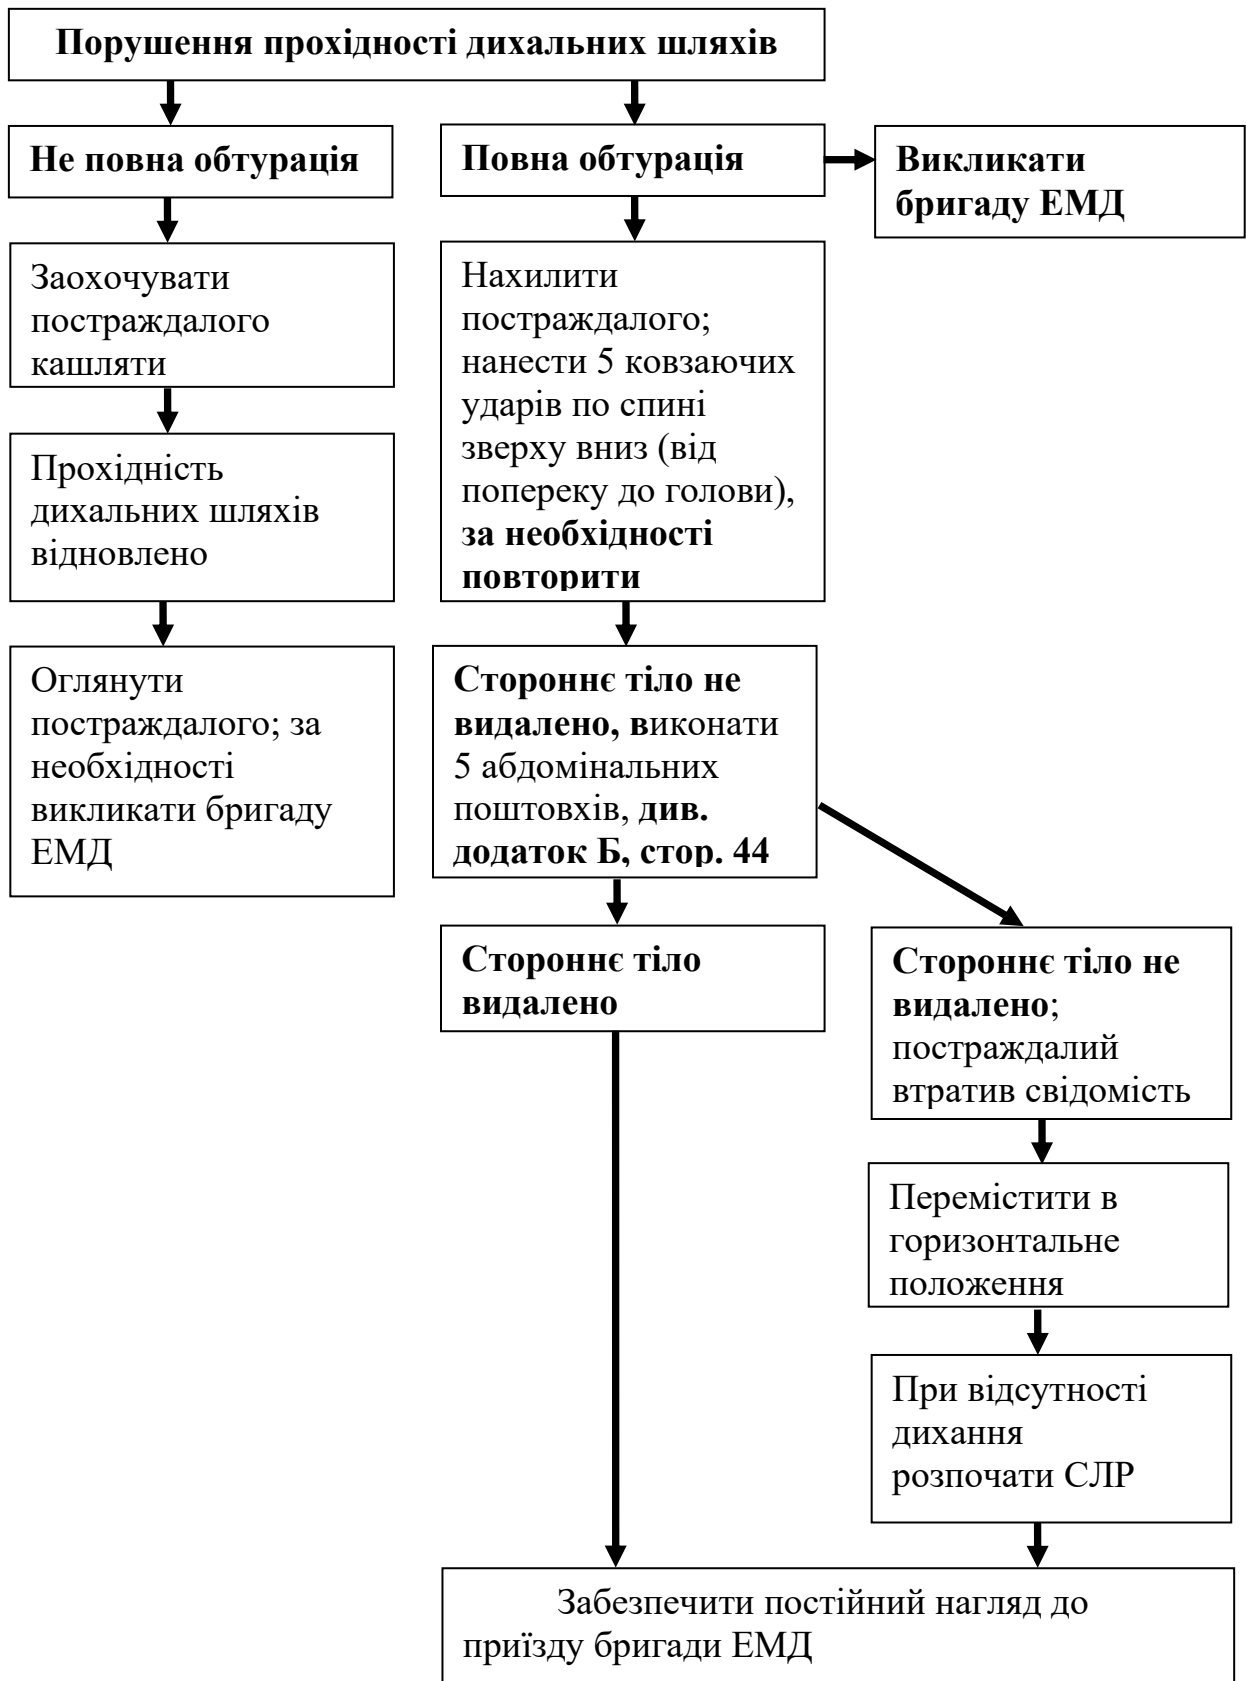 Порушення прохідності дихальних шляхів
Не повна обтурація
Повна обтурація
Викликати
бригаду ЕМД
Заохочувати
постраждалого
кашляти
Нахилити
постраждалого;
нанести 5 ковзаючих
ударів по спині
зверху вниз (від
попереку до голови),
за необхідності
повторити
Прохідність
дихальних шляхів
відновлено
Оглянути
постраждалого; за
необхідності
викликати бригаду
ЕМД
Стороннє тіло не
видалено, виконати
5 абдомінальних
поштовхів, див.
додаток Б, стор. 44
Стороннє тіло
видалено
Стороннє тіло не
видалено;
постраждалий
втратив свідомість
Перемістити в
горизонтальне
положення
При відсутності
дихання
розпочати СЛР
Забезпечити постійний нагляд до
приїзду бригади ЕМД